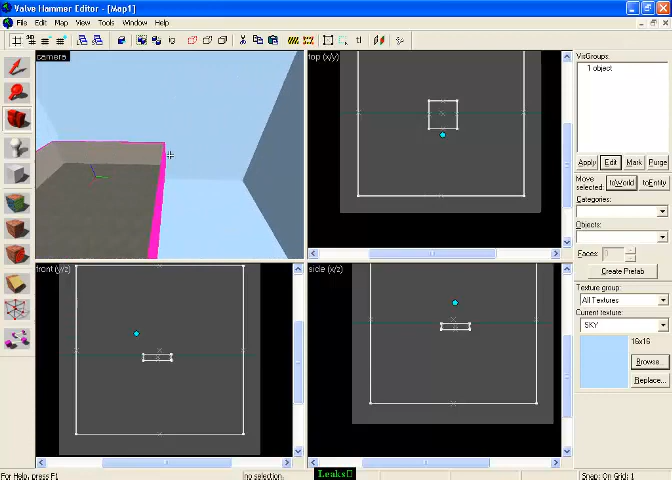 Valve Hammer Editor - [Map1]
File Edit Map View Tools Window Help
camera
top (x/y)
front (y/z)
side (x/z)
VisGroups:
1 object
Apply Edit Mark Purge
Move selected: toWorld toEntity
Categories:
Objects:
Faces: 0
Create Prefab
Texture group:
All Textures
Current texture:
SKY
16x16
Browse...
Replace...
For Help, press F1
no selection.
Leaks
Snap: On Grid: 1